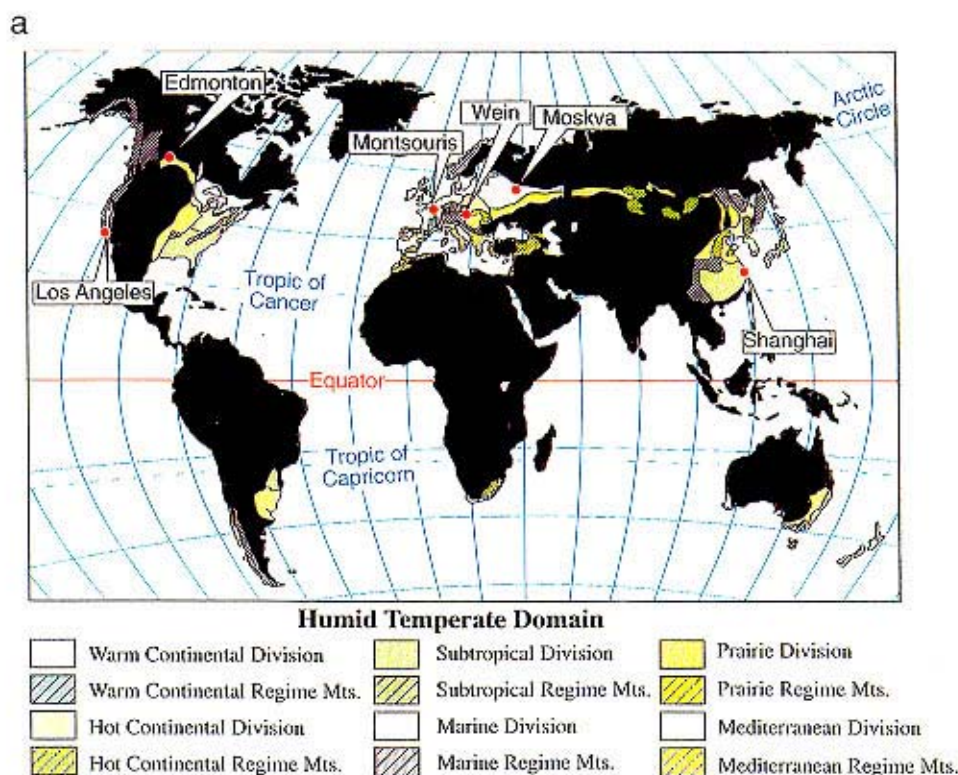 a
Edmonton
Wein
Moskva
Montsouris
Arctic
Circle
Los Angeles
Tropic of
Cancer
Shanghai
Equator
Tropic of
Capricorn
Humid Temperate Domain
Warm Continental Division
Subtropical Division
Prairie Division
Warm Continental Regime Mts.
Subtropical Regime Mts.
Prairie Regime Mts.
Hot Continental Division
Marine Division
Mediterranean Division
Hot Continental Regime Mts.
Marine Regime Mts.
Mediterranean Regime Mts.